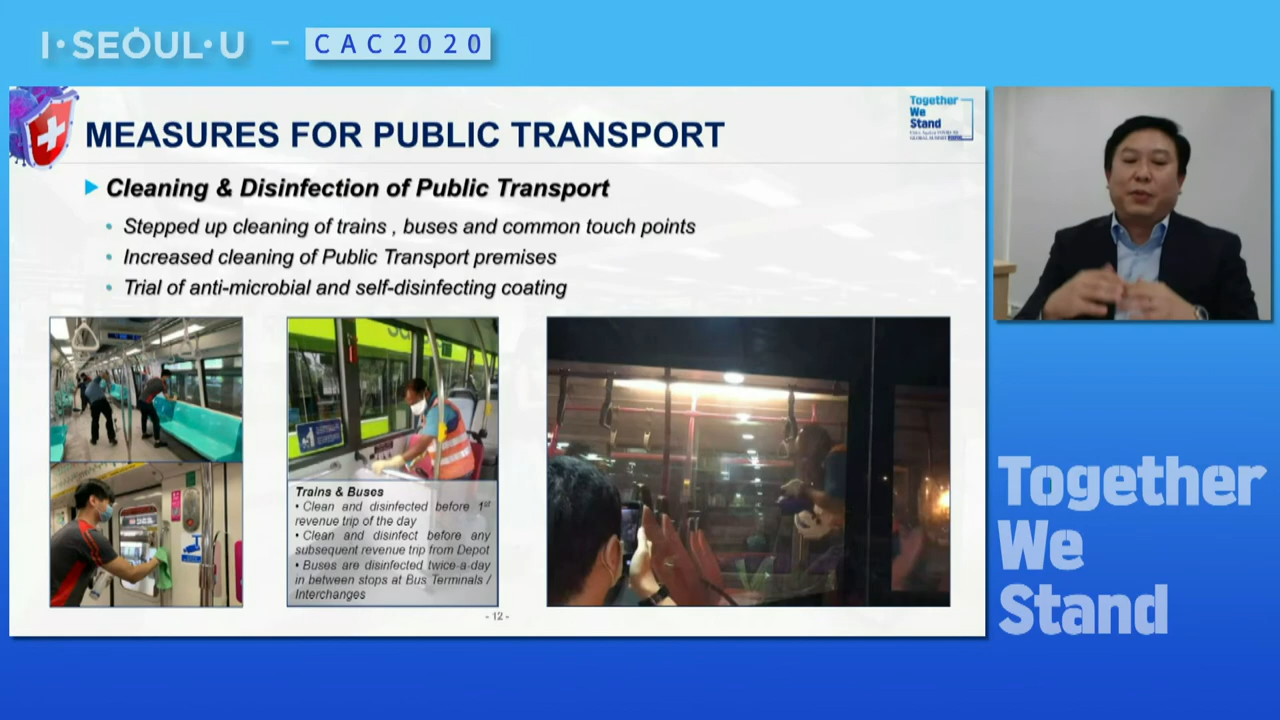 I·SEOUL·U – CAC2020
MEASURES FOR PUBLIC TRANSPORT
Together
We
Stand
Cleaning & Disinfection of Public Transport
• Stepped up cleaning of trains , buses and common touch points
• Increased cleaning of Public Transport premises
• Trial of anti-microbial and self-disinfecting coating
Trains & Buses
• Clean and disinfected before 1st
revenue trip of the day
• Clean and disinfect before any
subsequent revenue trip from Depot
• Buses are disinfected twice-a-day
in between stops at Bus Terminals /
Interchanges
- 12 -
Together
We
Stand